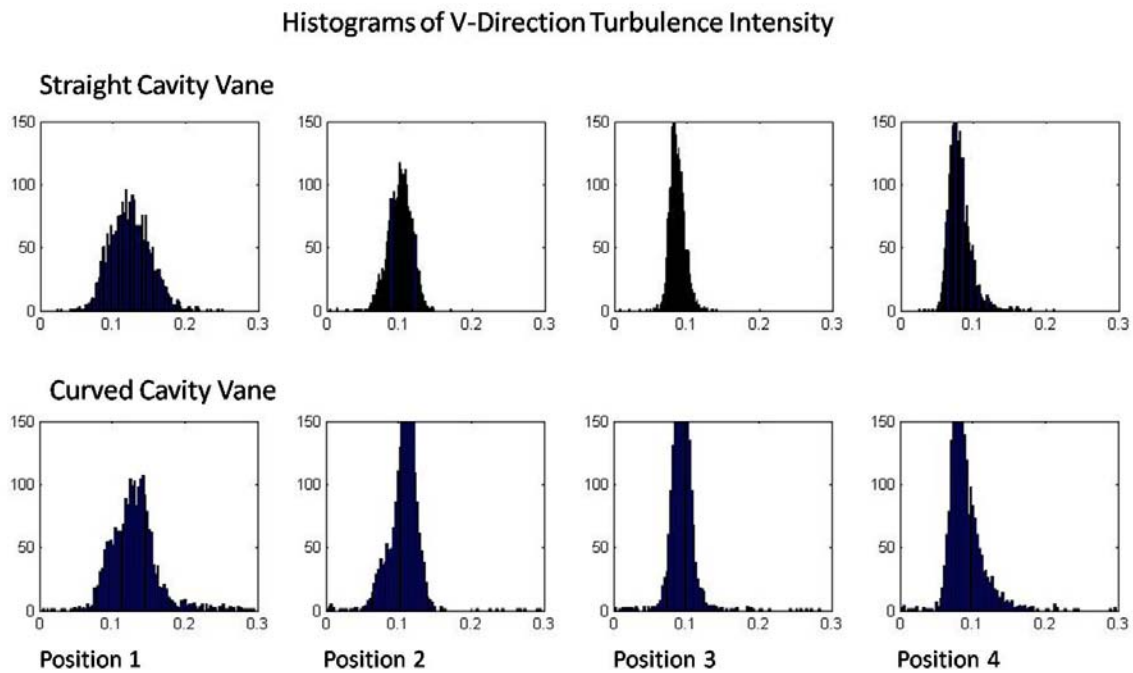 Histograms of V-Direction Turbulence Intensity
Straight Cavity Vane
150 150 150 150
100 100 100 100
50 50 50 50
0 0 0 0
0 0.1 0.2 0.3 0 0.1 0.2 0.3 0 0.1 0.2 0.3 0 0.1 0.2 0.3
Curved Cavity Vane
150 150 150 150
100 100 100 100
50 50 50 50
0 0 0 0
0 0.1 0.2 0.3 0 0.1 0.2 0.3 0 0.1 0.2 0.3 0 0.1 0.2 0.3
Position 1 Position 2 Position 3 Position 4